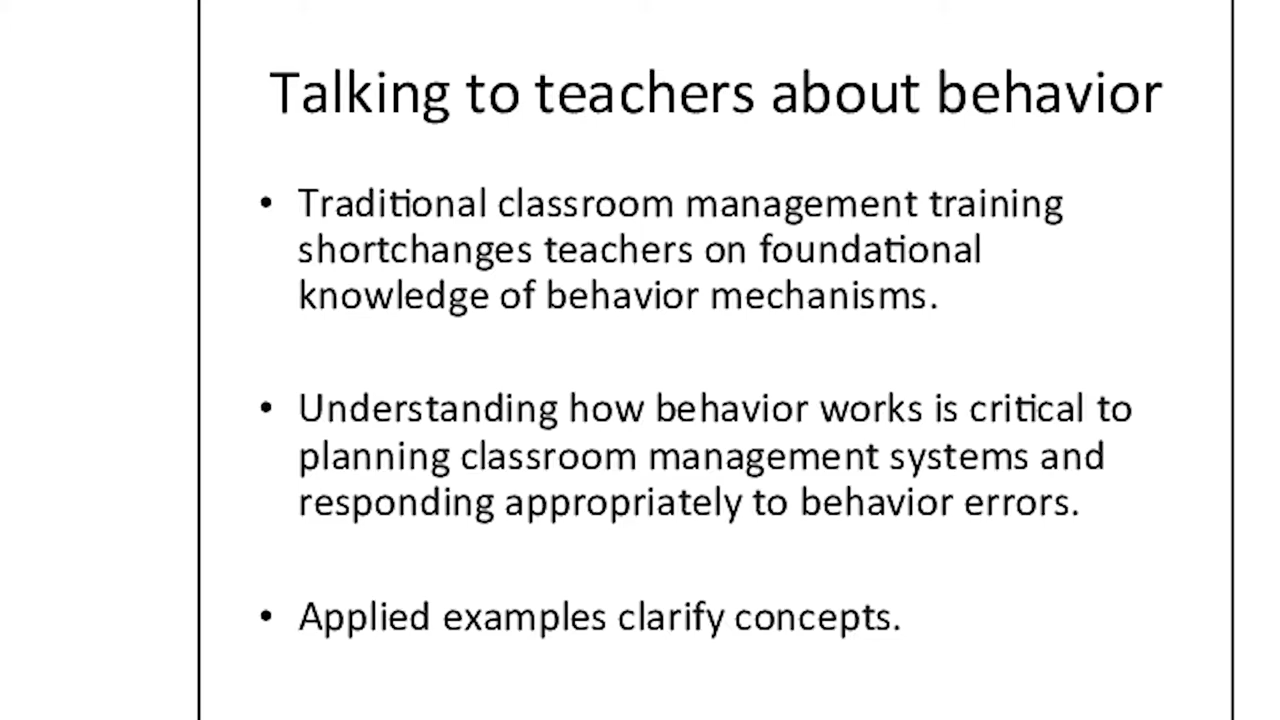 Talking to teachers about behavior
• Traditional classroom management training
shortchanges teachers on foundational
knowledge of behavior mechanisms.
• Understanding how behavior works is critical to
planning classroom management systems and
responding appropriately to behavior errors.
• Applied examples clarify concepts.